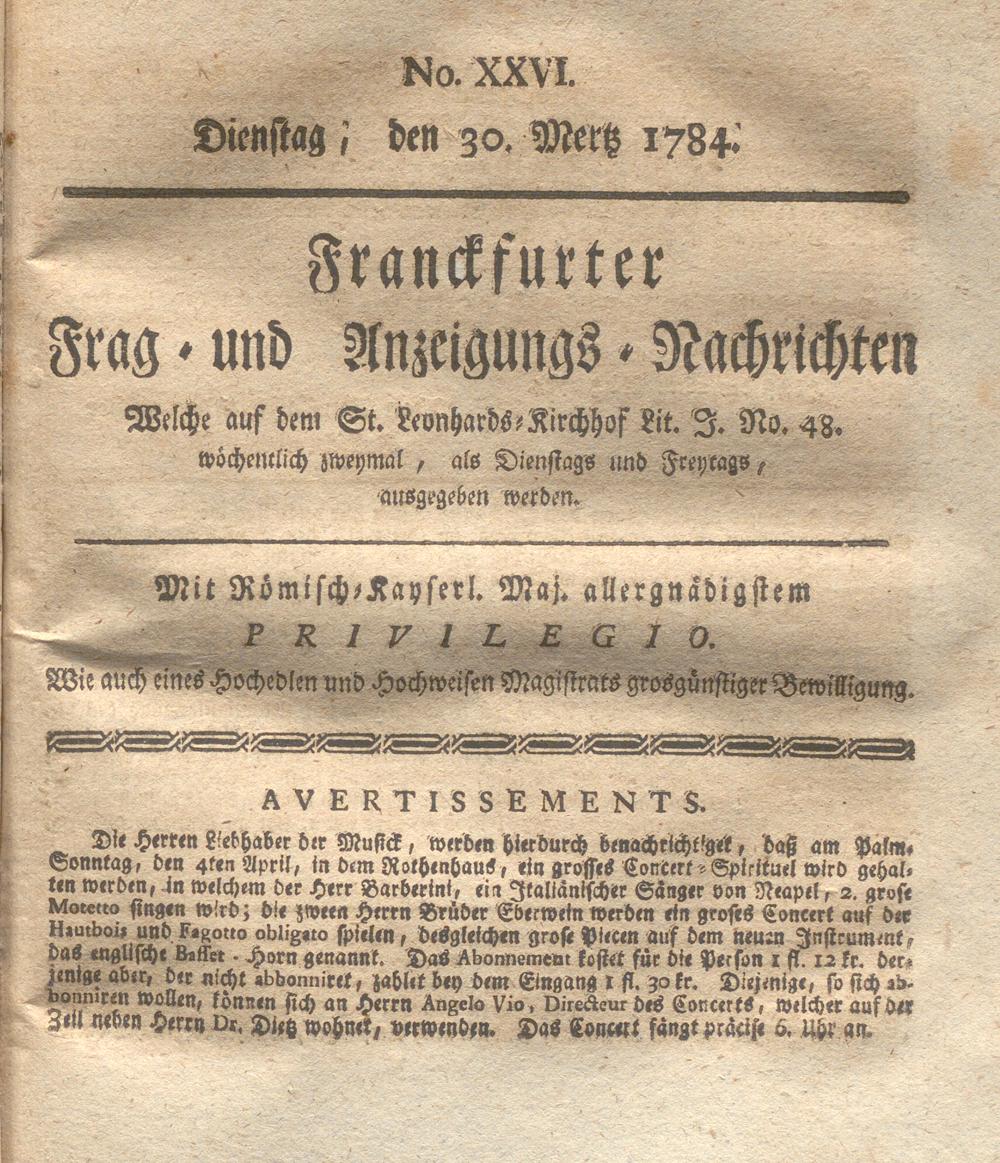 No. XXVI.
Dienstag, den 30. Mertz 1784.
Franckfurter
Frag - und Anzeigungs - Nachrichten
Welche auf dem St. Leonhards-Kirchhof Lit. J. No. 48.
wöchentlich zweymal, als Dienstags und Freytags,
ausgegeben werden.
Mit Römisch-Kayserl. Maj. allergnädigstem
PRIVILEGIO.
Wie auch eines Hochedlen und Hochweisen Magistrats grosgünstiger Bewilligung.
AVERTISSEMENTS.
Die Herren Liebhaber der Musick, werden hierdurch benachrichtiget, daß am Palm-
Sonntag, den 4ten April, in dem Rothenhaus, ein grosses Concert-Spirituel wird gehal-
ten werden, in welchem der Herr Barberini, ein Italiänischer Sänger von Neapel, 2. grose
Motetto singen wird; die zween Herrn Brüder Eberwein werden ein groses Concert auf der
Hautbois und Fagotto obligato spielen, desgleichen grose Piecen auf dem neuen Instrument,
das englische Basset-Horn genannt. Das Abonnement kostet für die Person 1 fl. 12 kr. der-
jenige aber, der nicht abbonniret, zahlet bey dem Eingang 1 fl. 30 kr. Diejenige, so sich ab-
bonniren wollen, können sich an Herrn Angelo Vio, Directeur des Concerts, welcher auf der
Zeil neben Herrn Dr. Dietz wohnet, verwenden. Das Concert fängt präcise 6. Uhr an.